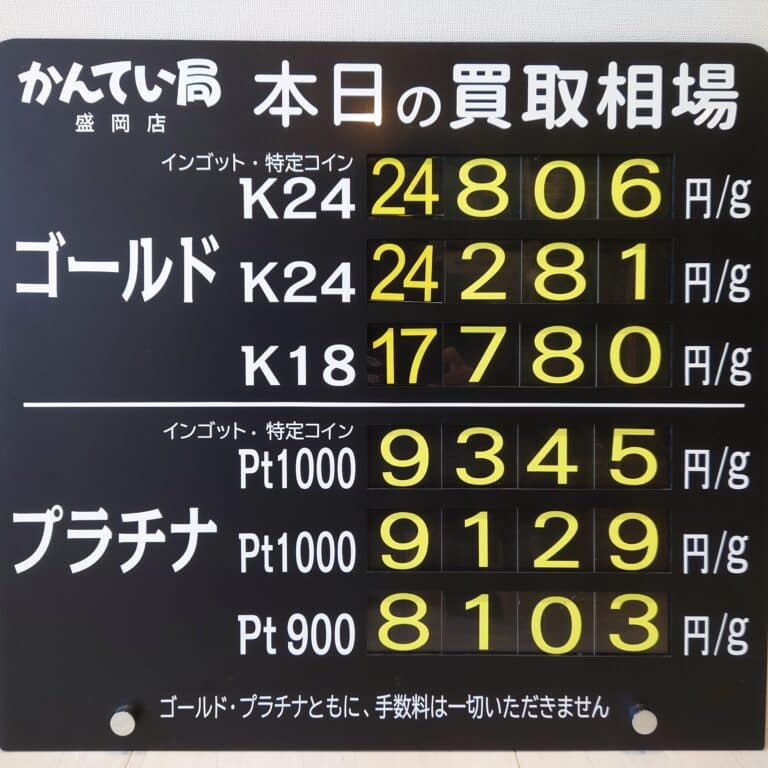 かんてい局 本日の買取相場
盛岡店
インゴット・特定コイン
K24 24806 円/g
ゴールド K24 24281 円/g
K18 17780 円/g
インゴット・特定コイン
Pt1000 9345 円/g
プラチナ Pt1000 9129 円/g
Pt 900 8103 円/g
ゴールド・プラチナともに、手数料は一切いただきません